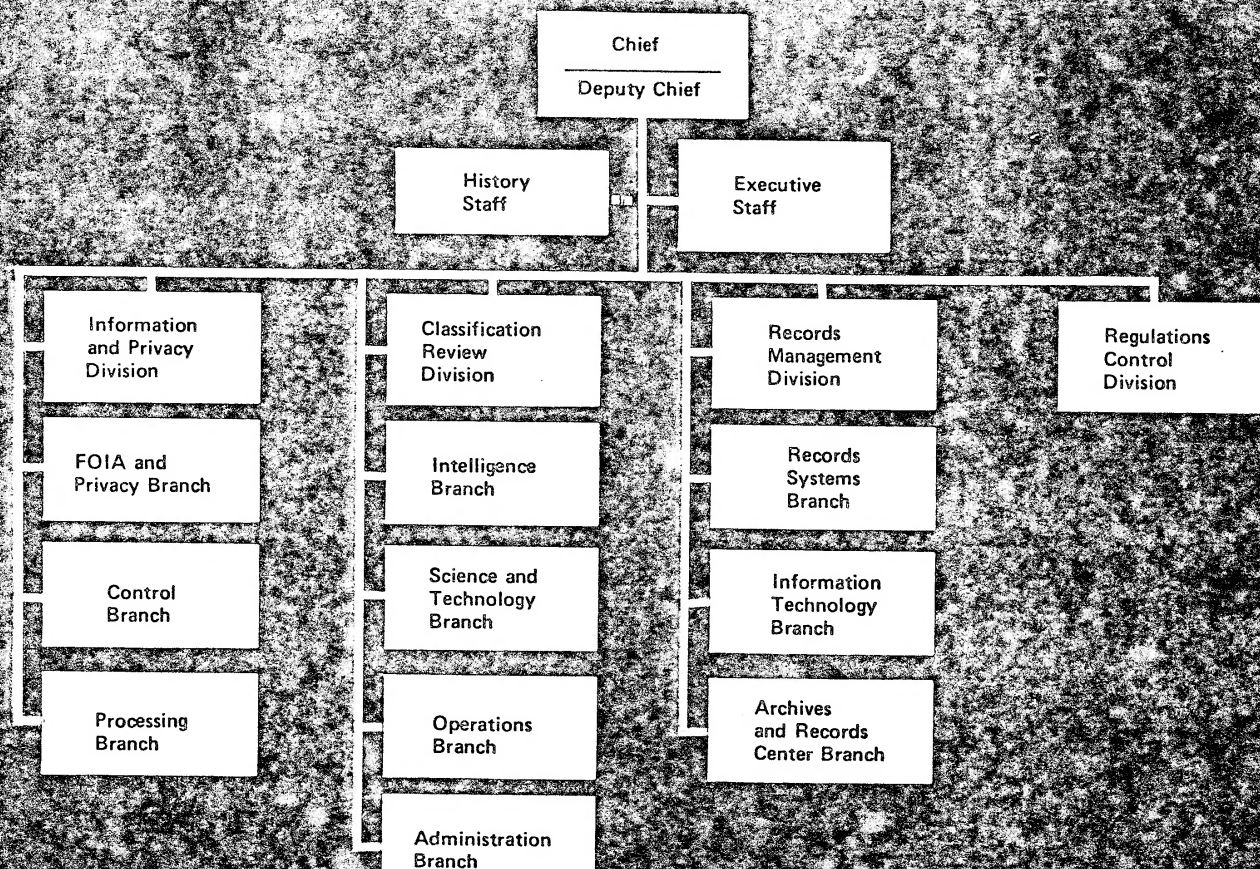 Chief
Deputy Chief
History
Staff
Executive
Staff
Information
and Privacy
Division
Classification
Review
Division
Records
Management
Division
Regulations
Control
Division
FOIA and
Privacy Branch
Intelligence
Branch
Records
Systems
Branch
Control
Branch
Science and
Technology
Branch
Information
Technology
Branch
Processing
Branch
Operations
Branch
Archives
and Records
Center Branch
Administration
Branch